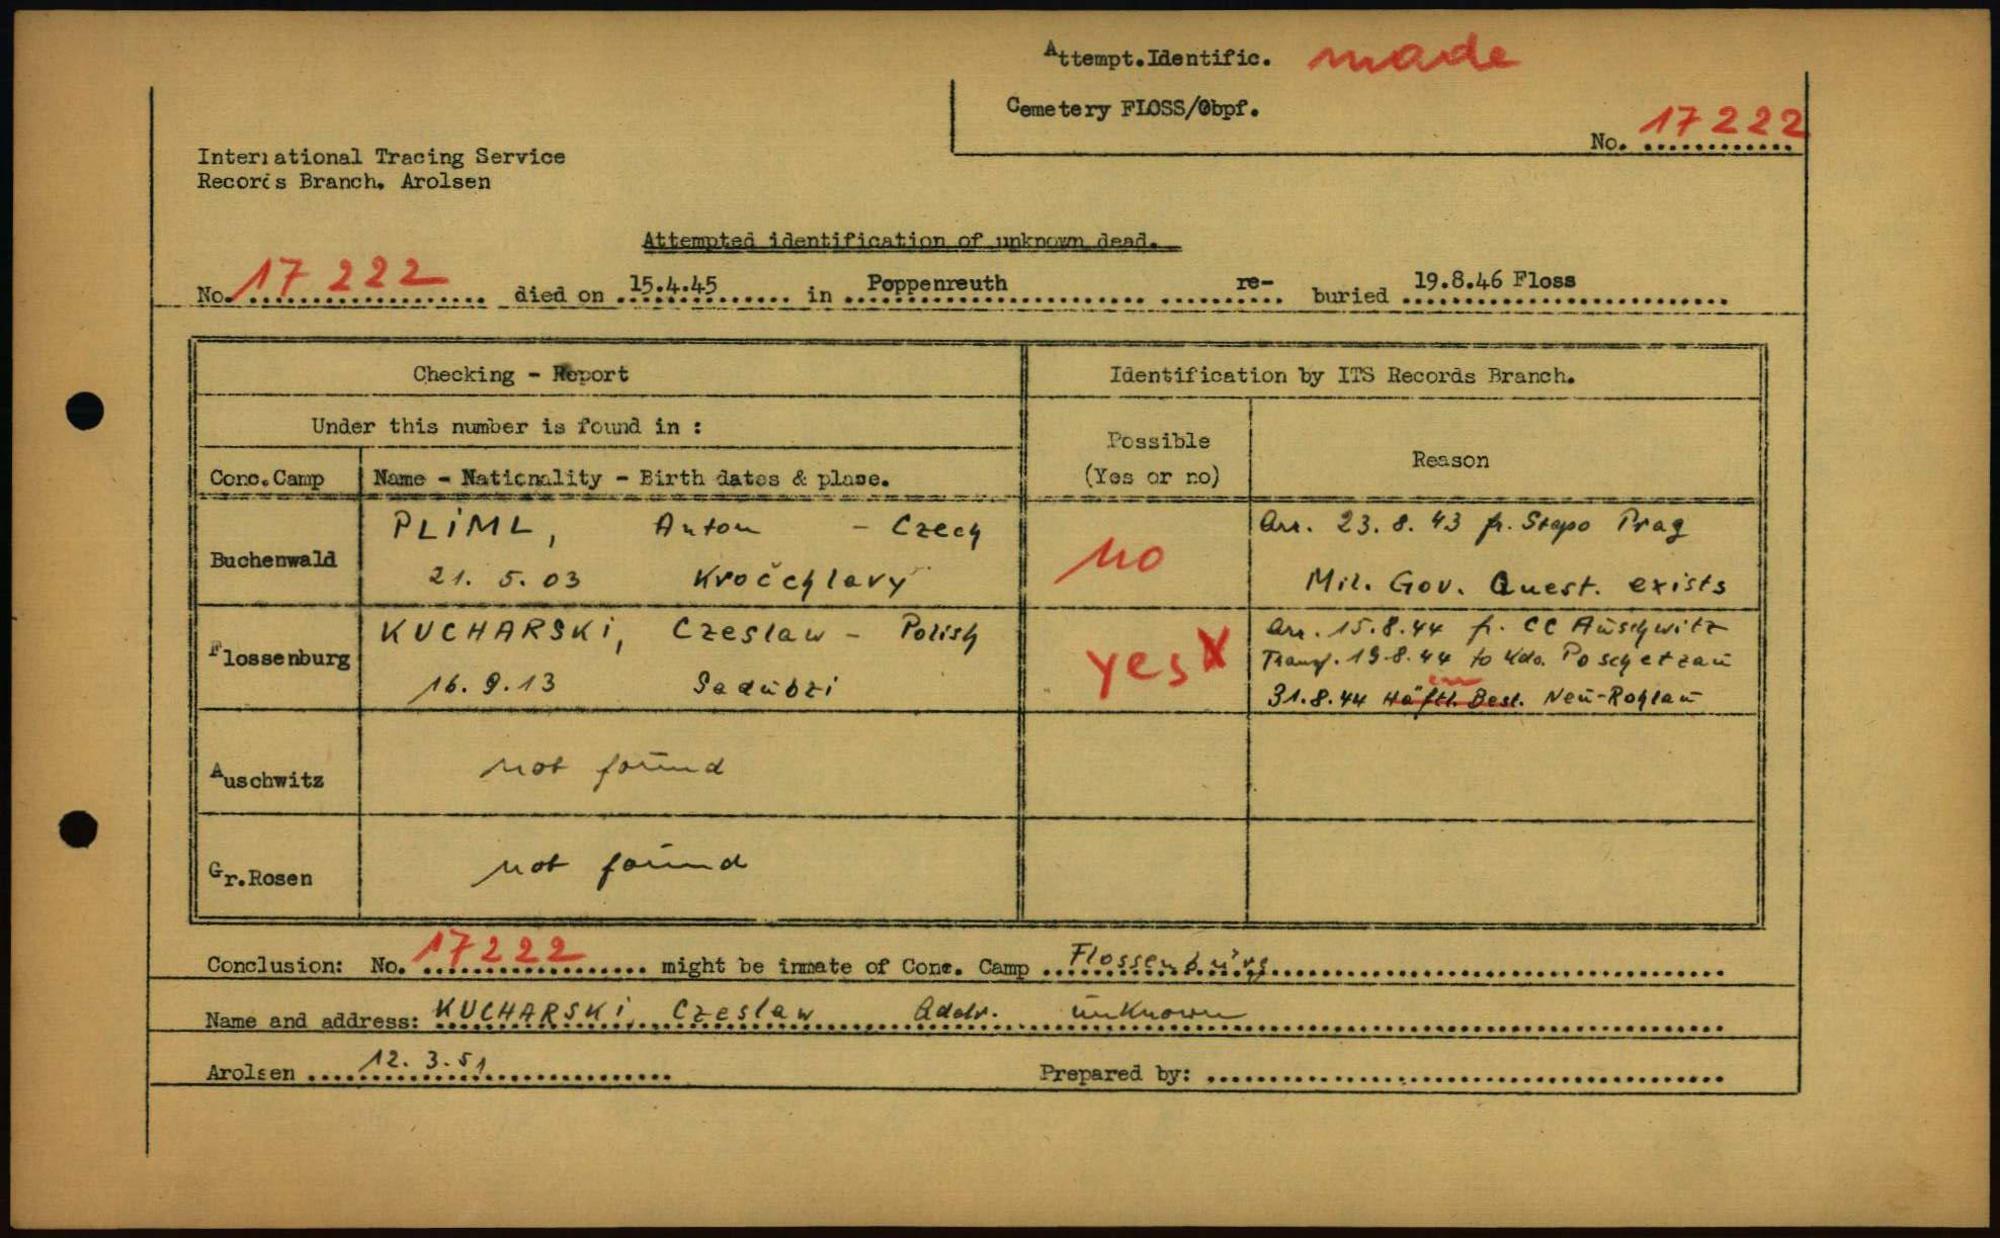 Attempt.Identific. made
Cemetery FLOSS/Obpf.
No. 17 222
International Tracing Service
Records Branch. Arolsen
Attempted identification of unknown dead.
No. 17 222 died on 15.4.45 in Poppenreuth re- buried 19.8.46 Floss
Checking - Report
Identification by ITS Records Branch.
Under this number is found in :
Possible
(Yes or no)
Reason
Conc.Camp
Name - Nationality - Birth dates & place.
Buchenwald
PLIML, Anton - Czech
21. 5. 03 Kročehlavy
no
Arr. 23. 8. 43 fr. Stapo Prag
Mil. Gov. Quest. exists
Flossenburg
KUCHARSKI, Czeslaw - Polish
16. 9. 13
yes X
Arr. 15.8.44 fr. CC Auschwitz
Transf. 19.8.44 to Kdo. Poschetzau
31.8.44 Häftl. Best. Neu-Rohlau
Auschwitz
not found
Gr.Rosen
not found
Conclusion: No. 17222 might be inmate of Conc. Camp Flossenbürg
Name and address: KUCHARSKI, Czeslaw Addr. unknown
Arolsen 12. 3. 51
Prepared by: